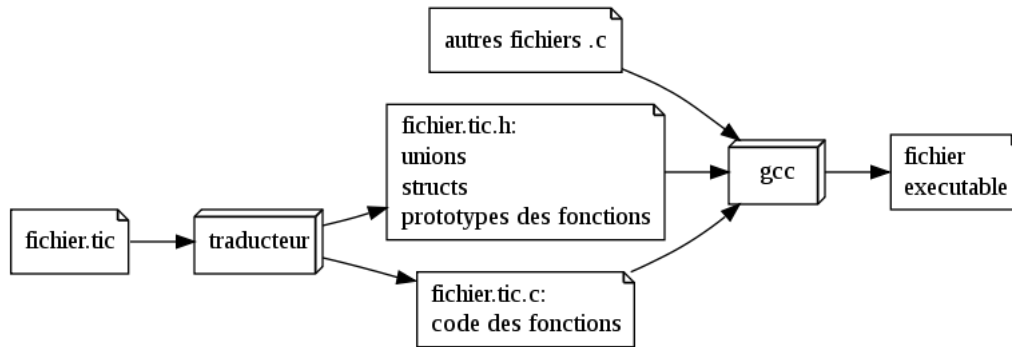 autres fichiers .c
fichier.tic.h:
unions
structs
prototypes des fonctions
gcc
fichier
executable
fichier.tic
traducteur
fichier.tic.c:
code des fonctions